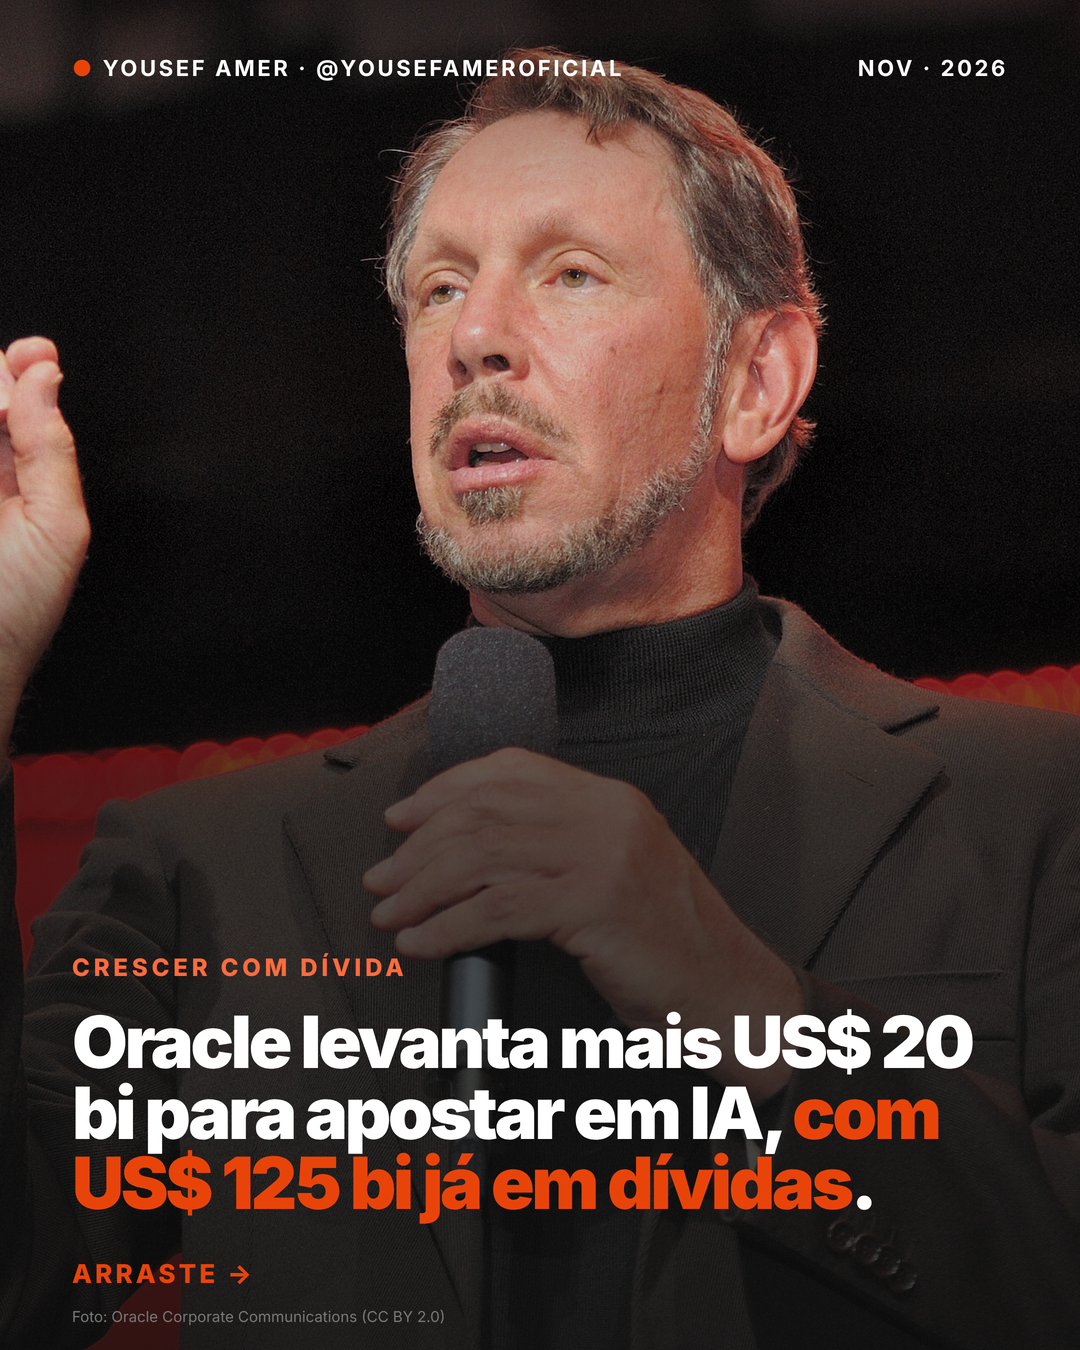 YOUSEF AMER · @YOUSEFAMEROFICIAL
NOV · 2026
CRESCER COM DÍVIDA
Oracle levanta mais US$ 20
bi para apostar em IA, com
US$ 125 bi já em dívidas.
ARRASTE →
Foto: Oracle Corporate Communications (CC BY 2.0)